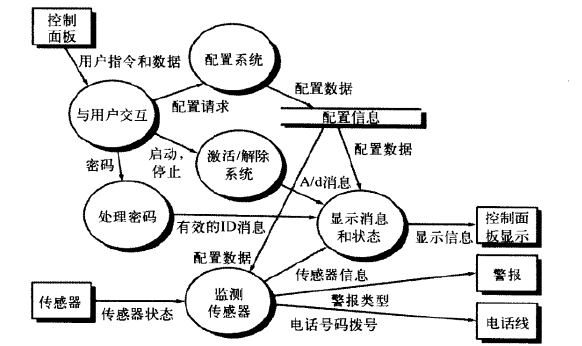 控制
面板
用户指令和数据
配置系统
配置数据
与用户交互
配置请求
配置信息
启动，
停止
密码
激活/解除
系统
配置数据
A/d消息
处理密码
有效的ID消息
显示消息
和状态
显示信息
控制面
板显示
配置数据
传感器信息
警报
传感器
传感器状态
监测
传感器
警报类型
电话号码拨号
电话线